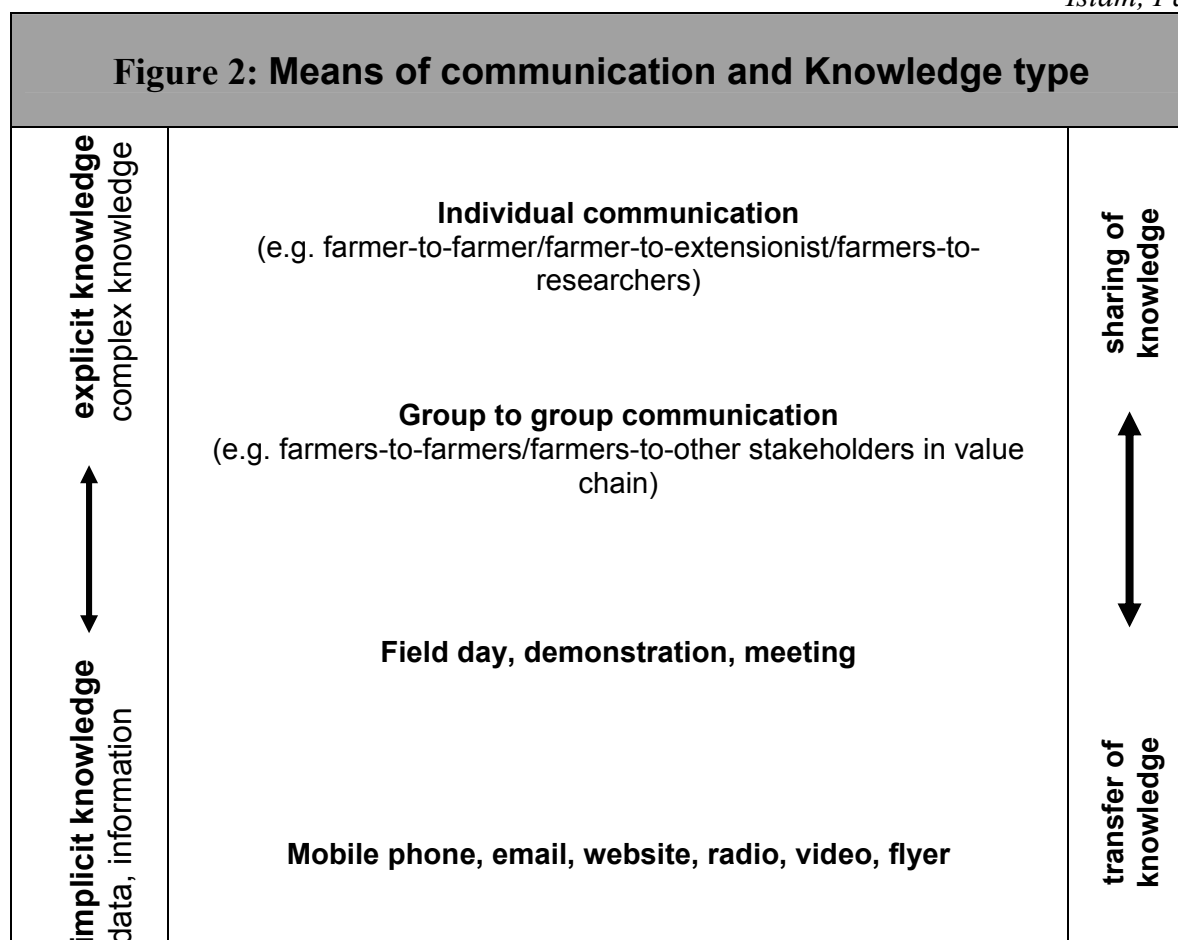 Figure 2: Means of communication and Knowledge type
explicit knowledge
complex knowledge
implicit knowledge
data, information
Individual communication
(e.g. farmer-to-farmer/farmer-to-extensionist/farmers-to-
researchers)
Group to group communication
(e.g. farmers-to-farmers/farmers-to-other stakeholders in value
chain)
Field day, demonstration, meeting
Mobile phone, email, website, radio, video, flyer
sharing of
knowledge
transfer of
knowledge